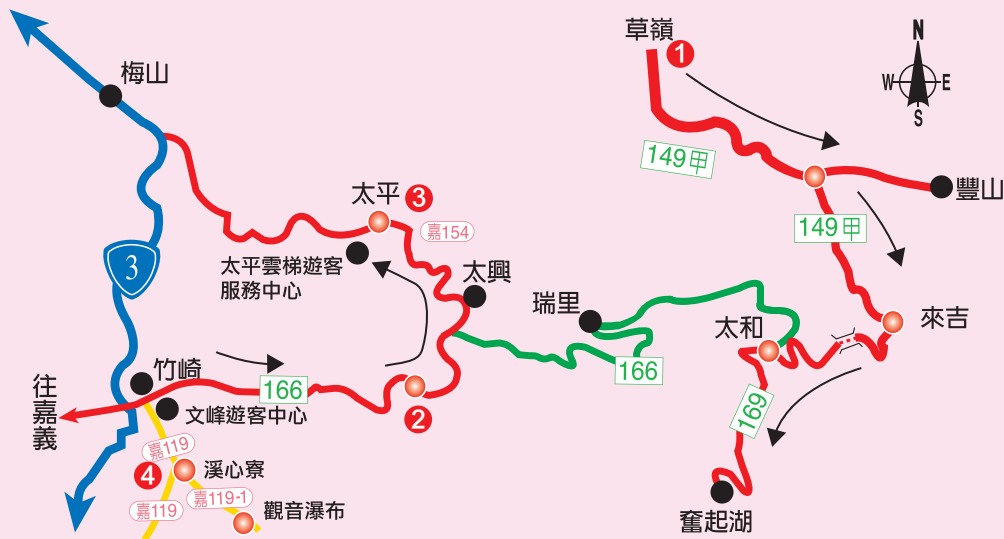 草嶺
1
N
W
E
S
梅山
149甲
豐山
太平
3
嘉154
149甲
3
太平雲梯遊客
服務中心
太興
瑞里
太和
來吉
竹崎
166
166
往嘉義
文峰遊客中心
2
169
嘉119
4
溪心寮
嘉119-1
嘉119
觀音瀑布
奮起湖